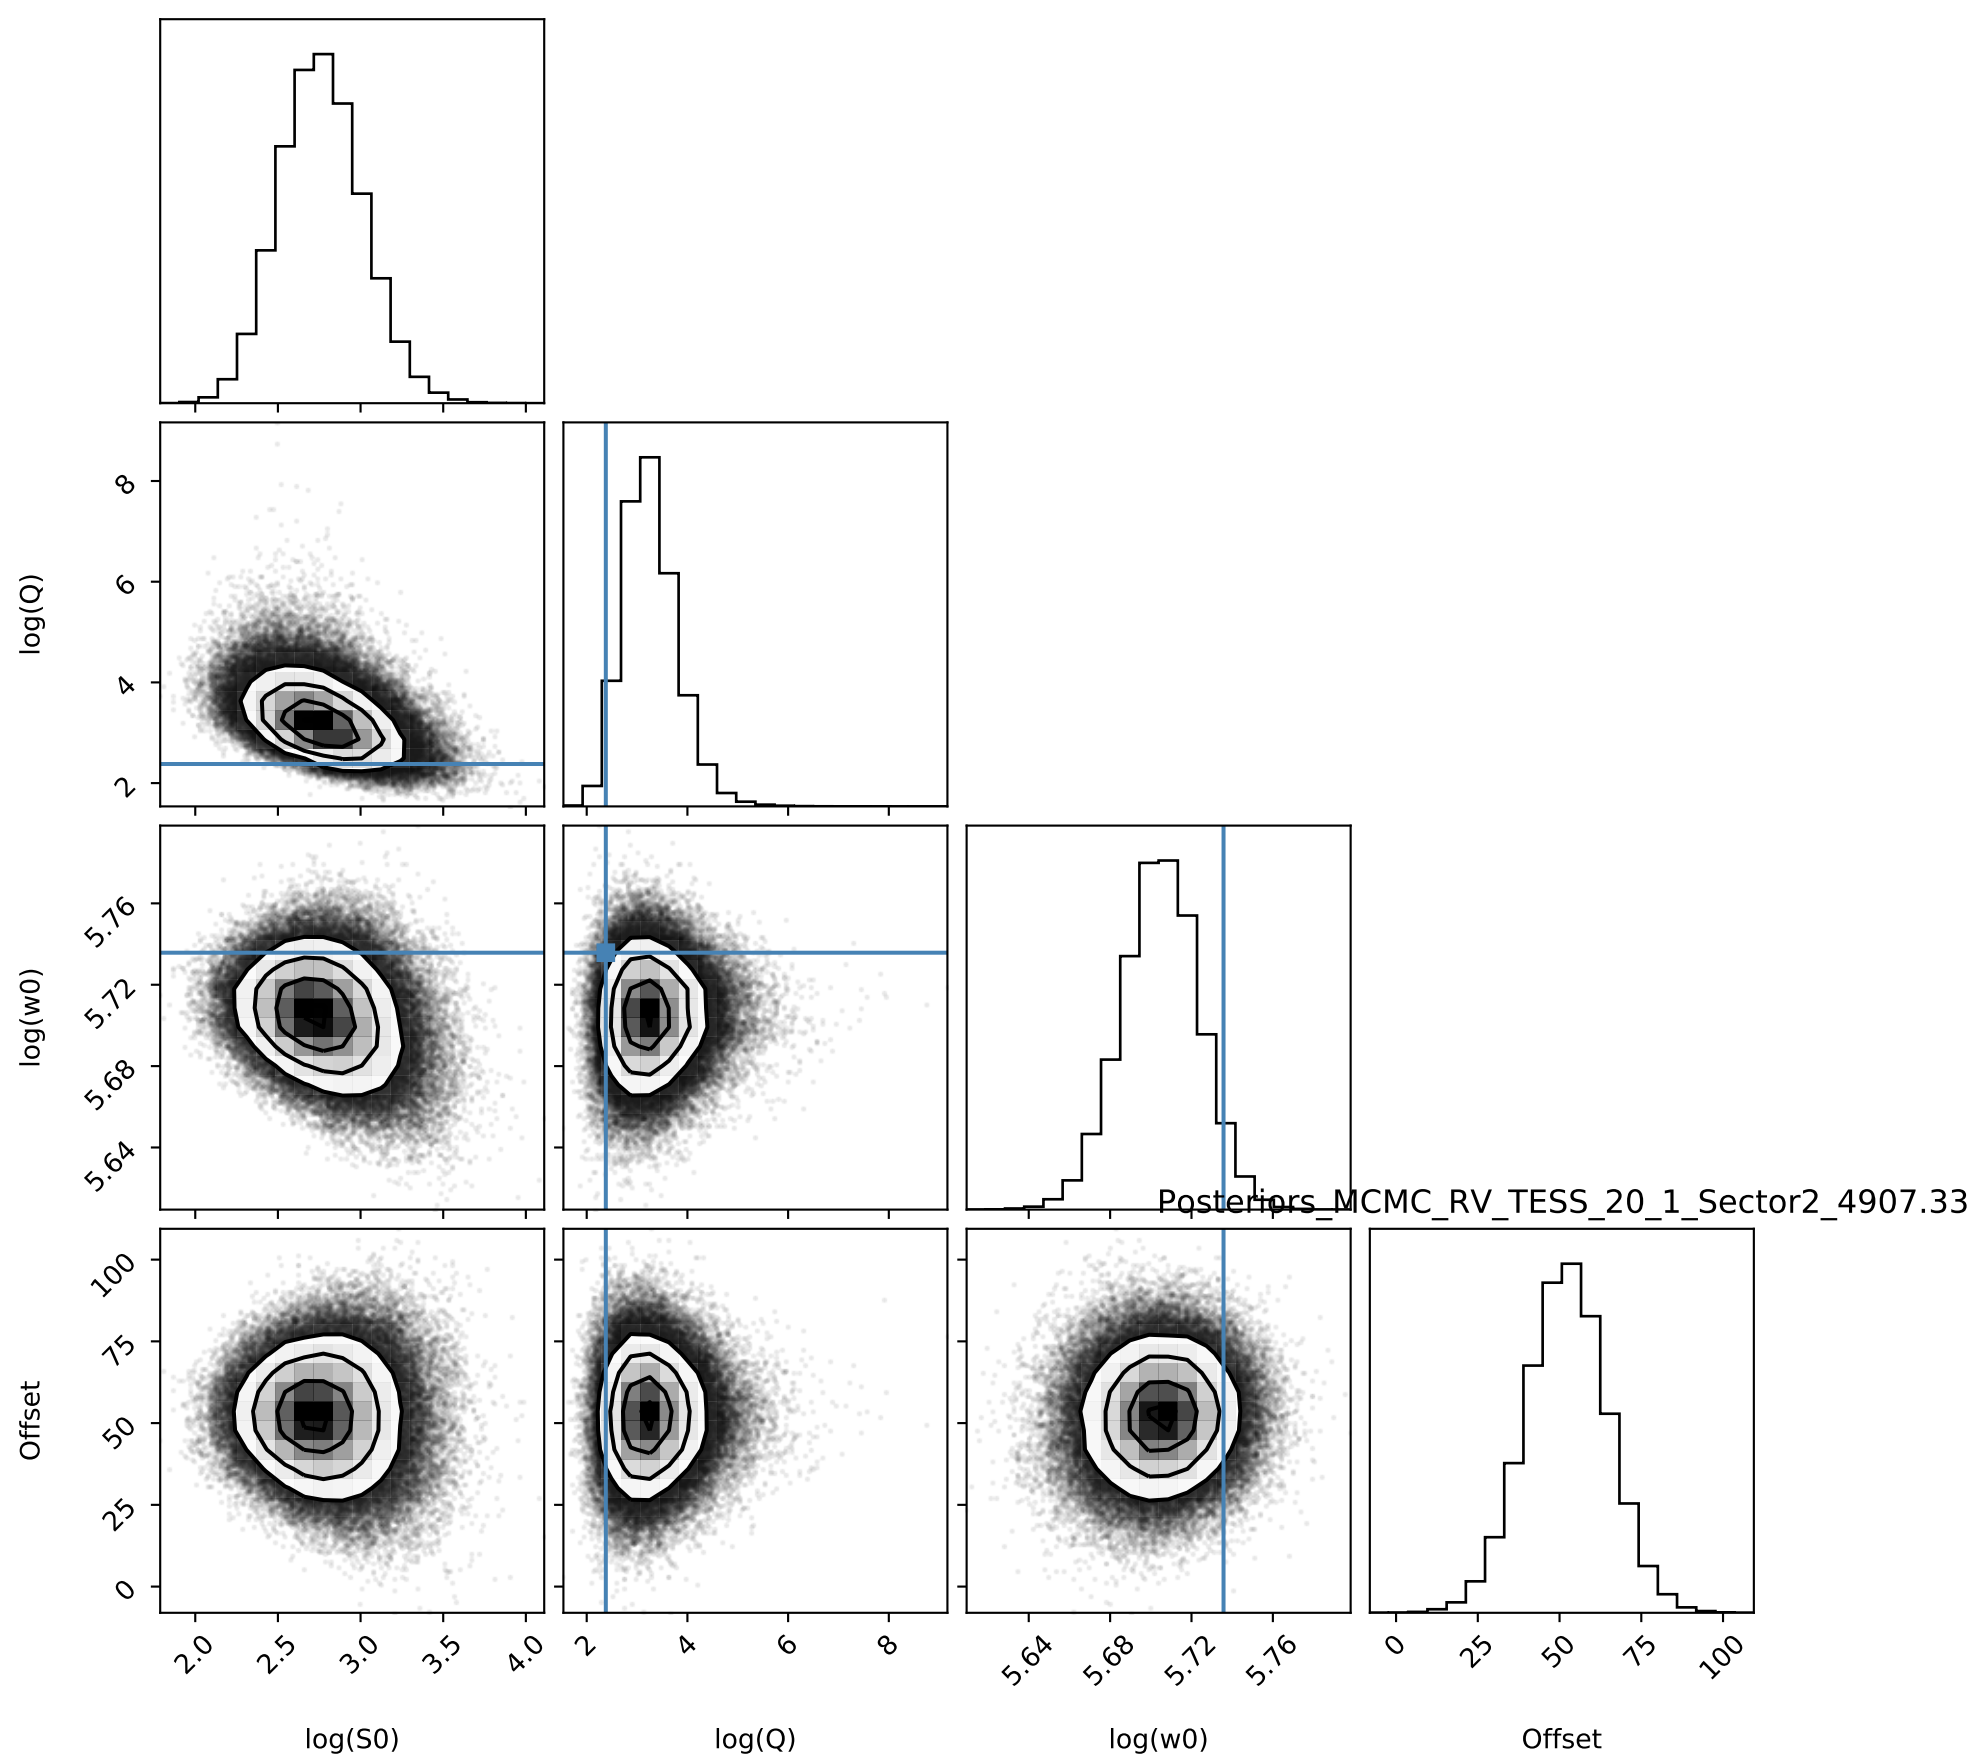 8
6
4
2
log(Q)
5.76
5.72
5.68
5.64
log(w0)
Posteriors_MCMC_RV_TESS_20_1_Sector2_4907.33
100
75
50
25
0
Offset
2.0 2.5 3.0 3.5 4.0 2 4 6 8 5.64 5.68 5.72 5.76 0 25 50 75 100
log(S0) log(Q) log(w0) Offset